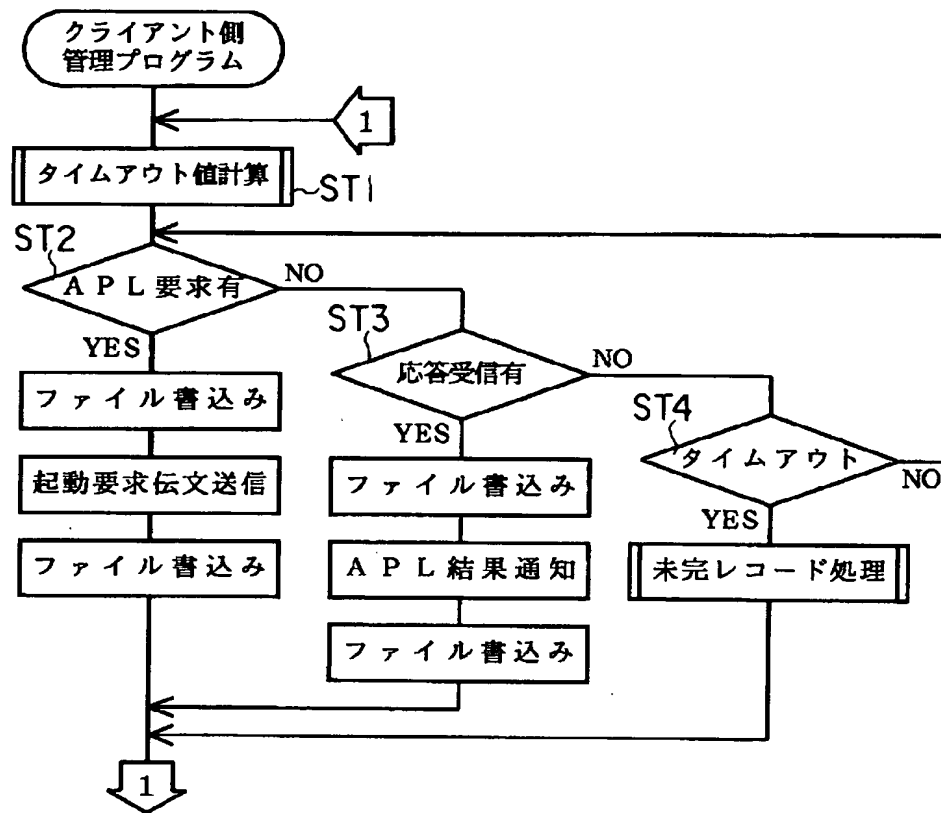 クライアント側
管理プログラム
1
タイムアウト値計算
ST1
ST2
APL要求有
NO
YES
ST3
応答受信有
NO
YES
ST4
タイムアウト
NO
YES
ファイル書込み
起動要求伝文送信
ファイル書込み
ファイル書込み
APL結果通知
ファイル書込み
未完レコード処理
1